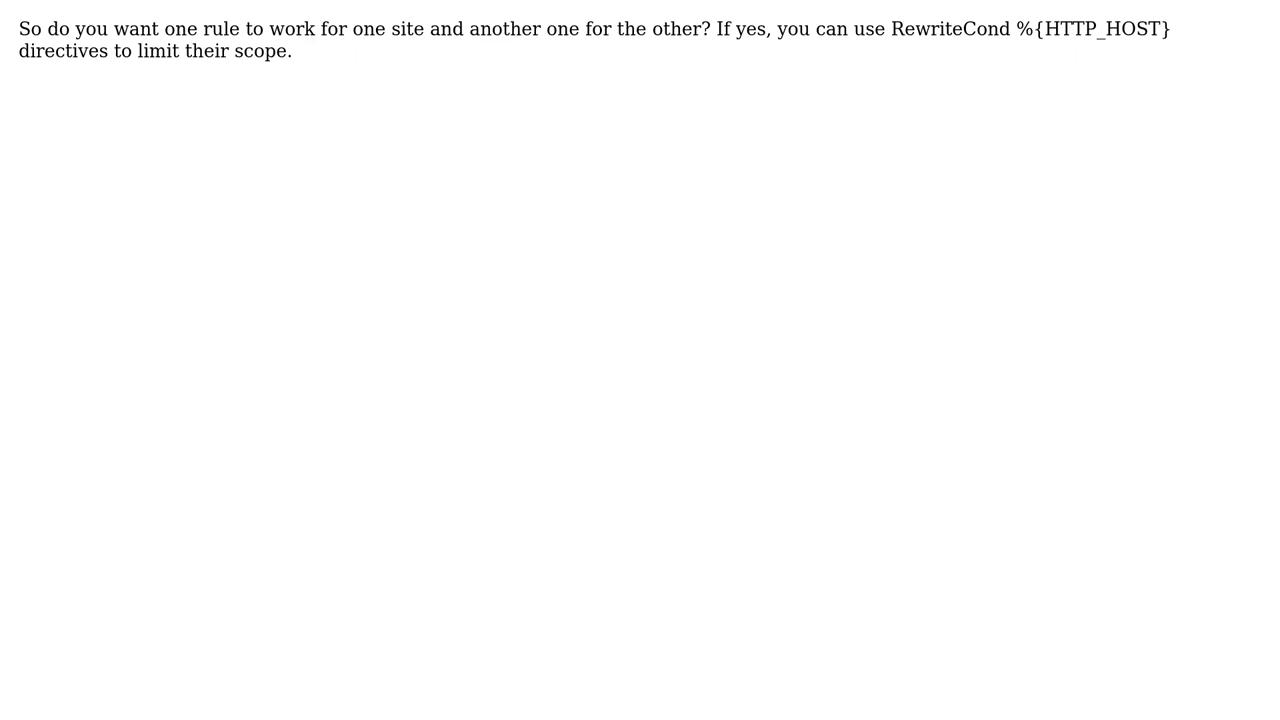 So do you want one rule to work for one site and another one for the other? If yes, you can use RewriteCond %{HTTP_HOST}
directives to limit their scope.